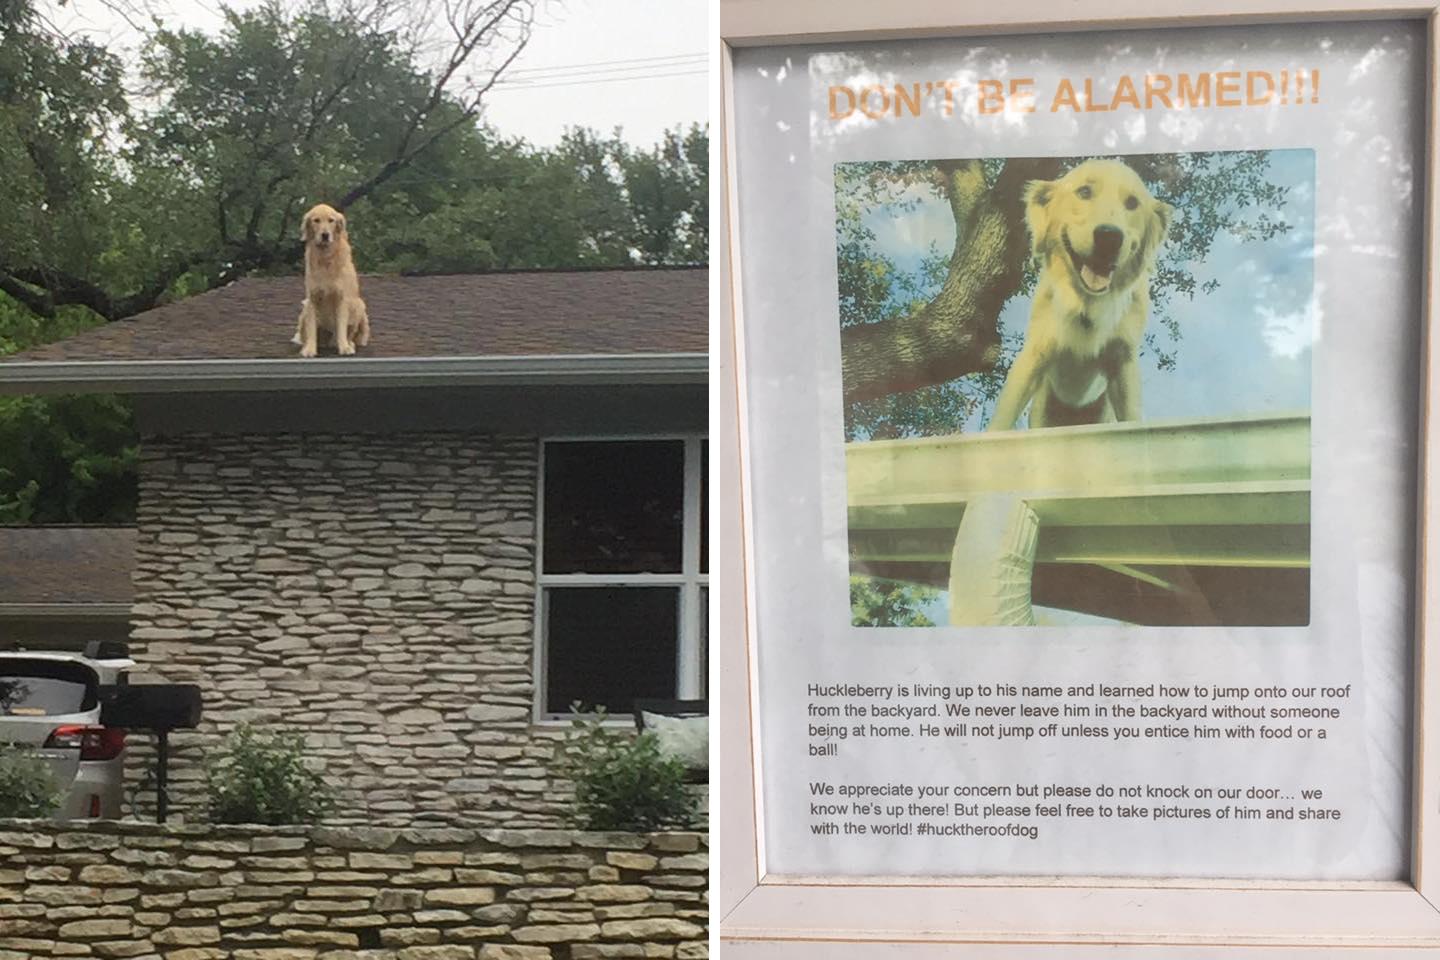 DON'T BE ALARMED!!!
Huckleberry is living up to his name and learned how to jump onto our roof
from the backyard. We never leave him in the backyard without someone
being at home. He will not jump off unless you entice him with food or a
ball!
We appreciate your concern but please do not knock on our door... we
know he's up there! But please feel free to take pictures of him and share
with the world! #hucktheroofdog